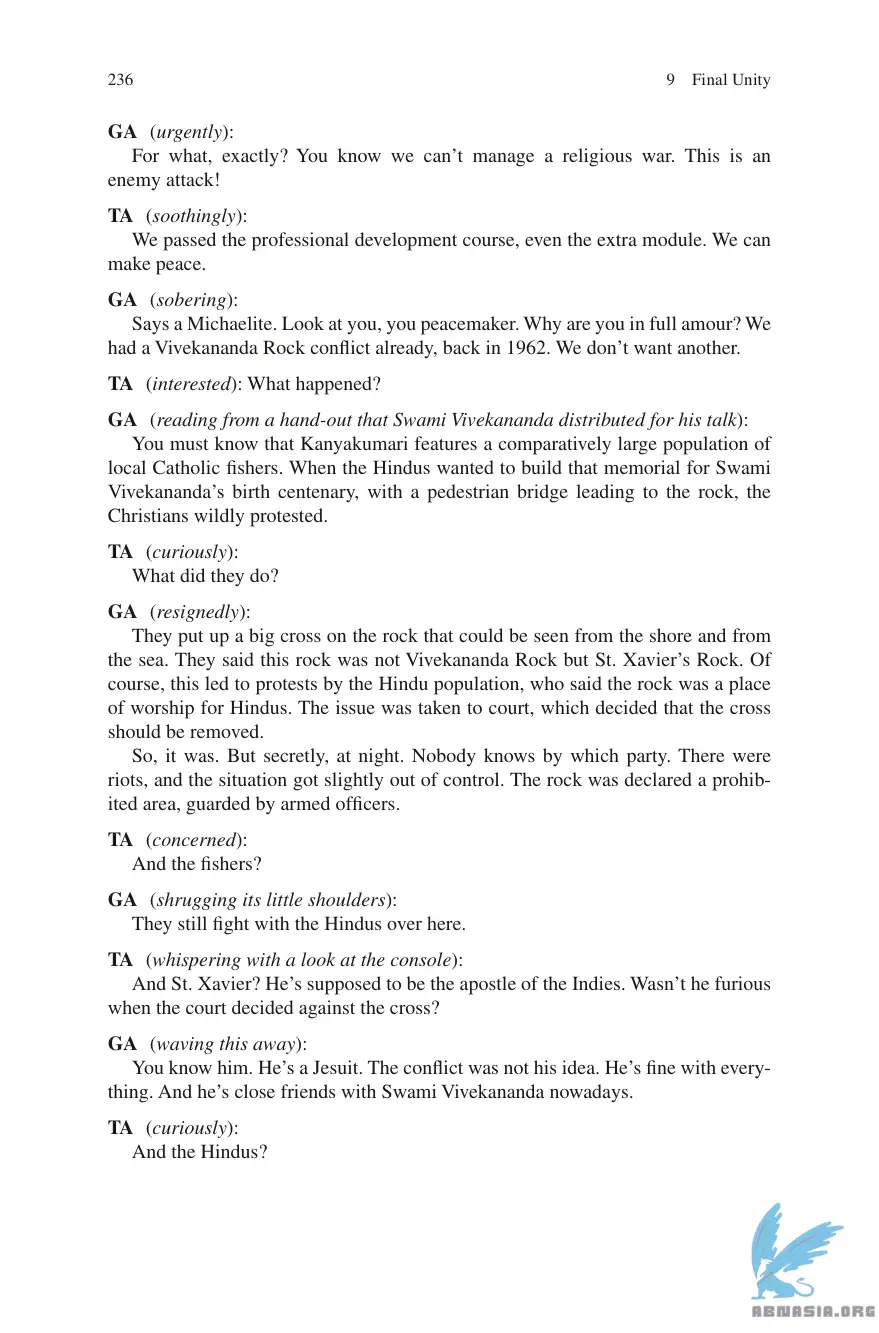 236 9 Final Unity
GA (urgently):
For what, exactly? You know we can’t manage a religious war. This is an
enemy attack!
TA (soothingly):
We passed the professional development course, even the extra module. We can
make peace.
GA (sobering):
Says a Michaelite. Look at you, you peacemaker. Why are you in full amour? We
had a Vivekananda Rock conflict already, back in 1962. We don’t want another.
TA (interested): What happened?
GA (reading from a hand-out that Swami Vivekananda distributed for his talk):
You must know that Kanyakumari features a comparatively large population of
local Catholic fishers. When the Hindus wanted to build that memorial for Swami
Vivekananda’s birth centenary, with a pedestrian bridge leading to the rock, the
Christians wildly protested.
TA (curiously):
What did they do?
GA (resignedly):
They put up a big cross on the rock that could be seen from the shore and from
the sea. They said this rock was not Vivekananda Rock but St. Xavier’s Rock. Of
course, this led to protests by the Hindu population, who said the rock was a place
of worship for Hindus. The issue was taken to court, which decided that the cross
should be removed.
So, it was. But secretly, at night. Nobody knows by which party. There were
riots, and the situation got slightly out of control. The rock was declared a prohib-
ited area, guarded by armed officers.
TA (concerned):
And the fishers?
GA (shrugging its little shoulders):
They still fight with the Hindus over here.
TA (whispering with a look at the console):
And St. Xavier? He’s supposed to be the apostle of the Indies. Wasn’t he furious
when the court decided against the cross?
GA (waving this away):
You know him. He’s a Jesuit. The conflict was not his idea. He’s fine with every-
thing. And he’s close friends with Swami Vivekananda nowadays.
TA (curiously):
And the Hindus?
ABNASIA.ORG